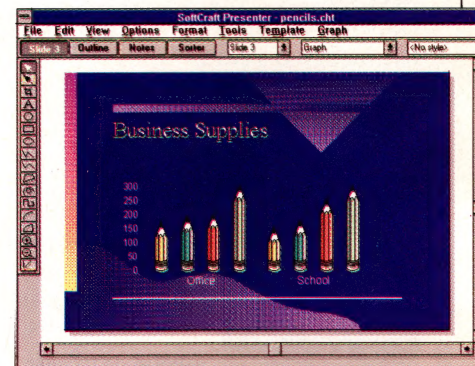 SoftCraft Presenter - pencils.cht
File Edit View Options Format Tools Template Graph
Slide 3 Outline Notes Sorter Slide 3 Graph <No style>
Business Supplies
300
250
200
150
100
50
0
Office School